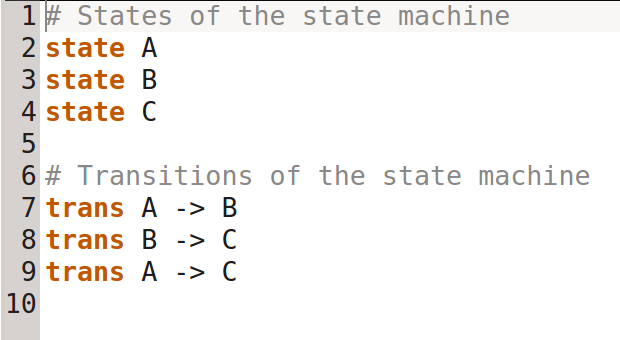 1 # States of the state machine
2 state A
3 state B
4 state C
5
6 # Transitions of the state machine
7 trans A -> B
8 trans B -> C
9 trans A -> C
10